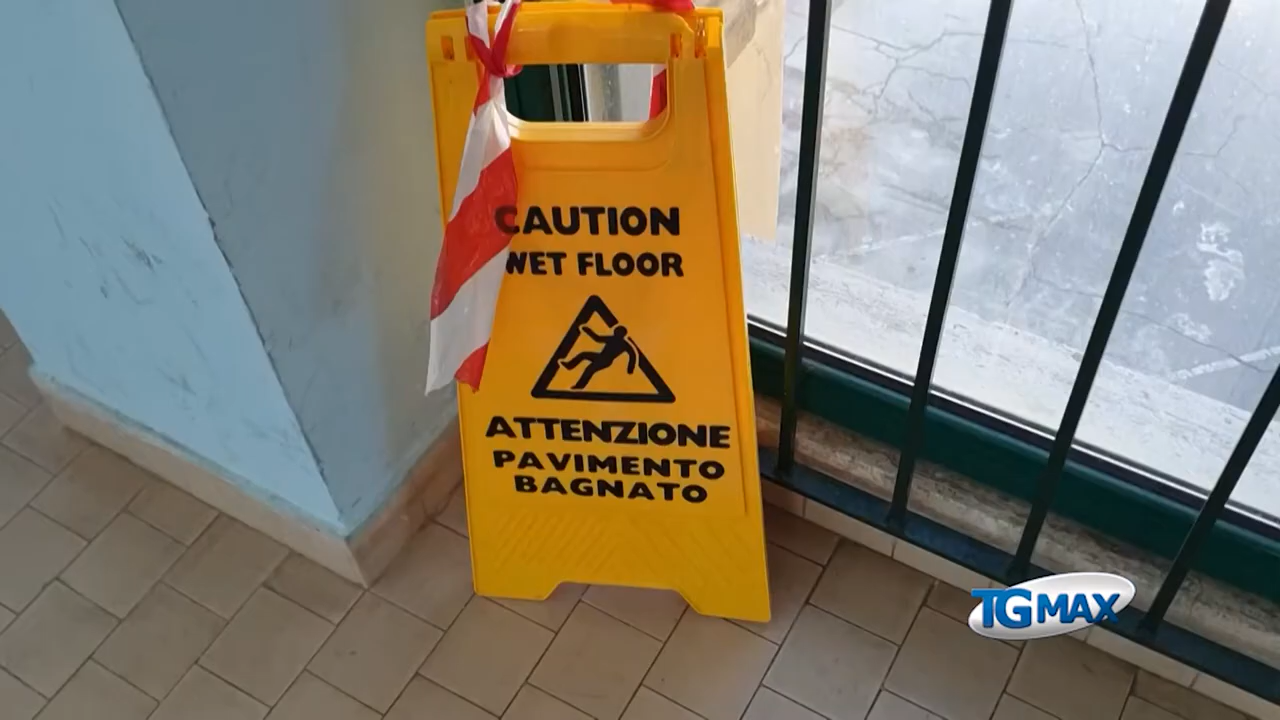 CAUTION
WET FLOOR
ATTENZIONE
PAVIMENTO
BAGNATO
TGMAX